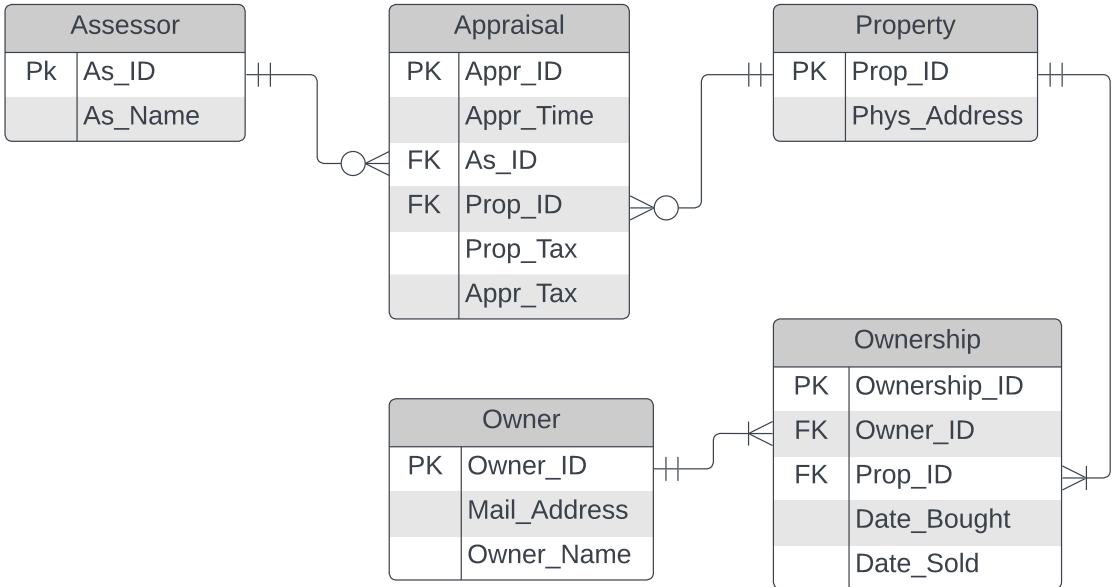 Assessor
Pk As_ID
As_Name
Appraisal
PK Appr_ID
Appr_Time
FK As_ID
FK Prop_ID
Prop_Tax
Appr_Tax
Property
PK Prop_ID
Phys_Address
Owner
PK Owner_ID
Mail_Address
Owner_Name
Ownership
PK Ownership_ID
FK Owner_ID
FK Prop_ID
Date_Bought
Date_Sold